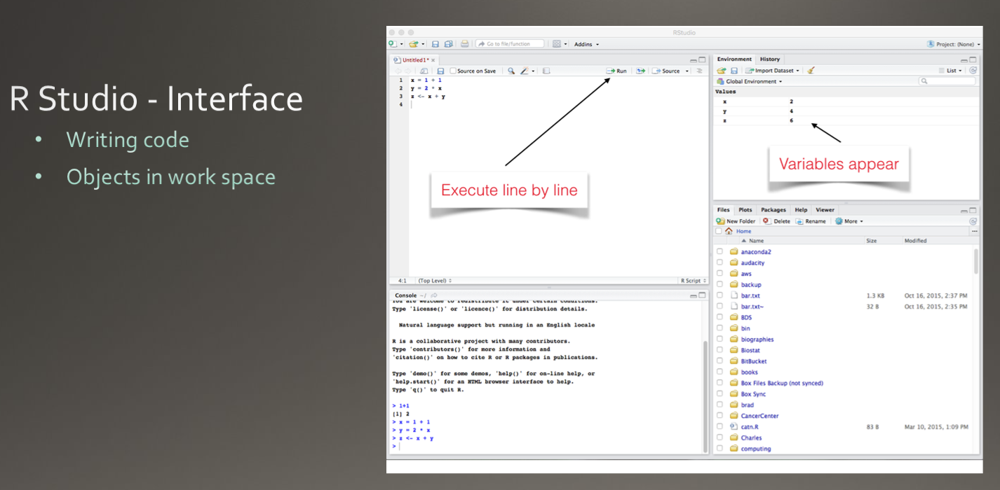 R Studio - Interface
• Writing code
• Objects in work space
RStudio
Go to file/function
Addins
Project: (None)
Untitled1*
Source on Save
Run
Source
1 x = 1 + 1
2 y = 2 * x
3 z <- x + y
4
Execute line by line
4:1 (Top Level) R Script
Console ~/
You are welcome to redistribute it under certain conditions.
Type 'license()' or 'licence()' for distribution details.
Natural language support but running in an English locale
R is a collaborative project with many contributors.
Type 'contributors()' for more information and
'citation()' on how to cite R or R packages in publications.
Type 'demo()' for some demos, 'help()' for on-line help, or
'help.start()' for an HTML browser interface to help.
Type 'q()' to quit R.
> 1+1
[1] 2
> x = 1 + 1
> y = 2 * x
> z <- x + y
>
Environment History
Import Dataset
List
Global Environment
Values
x 2
y 4
z 6
Variables appear
Files Plots Packages Help Viewer
New Folder Delete Rename More
Home ...
Name Size Modified
anaconda2
audacity
aws
backup
bar.txt 1.3 KB Oct 16, 2015, 2:37 PM
bar.txt~ 32 B Oct 16, 2015, 2:35 PM
BDS
bin
biographies
Biostat
BitBucket
books
Box Files Backup (not synced)
Box Sync
brad
CancerCenter
catn.R 83 B Mar 10, 2015, 1:09 PM
Charles
computing